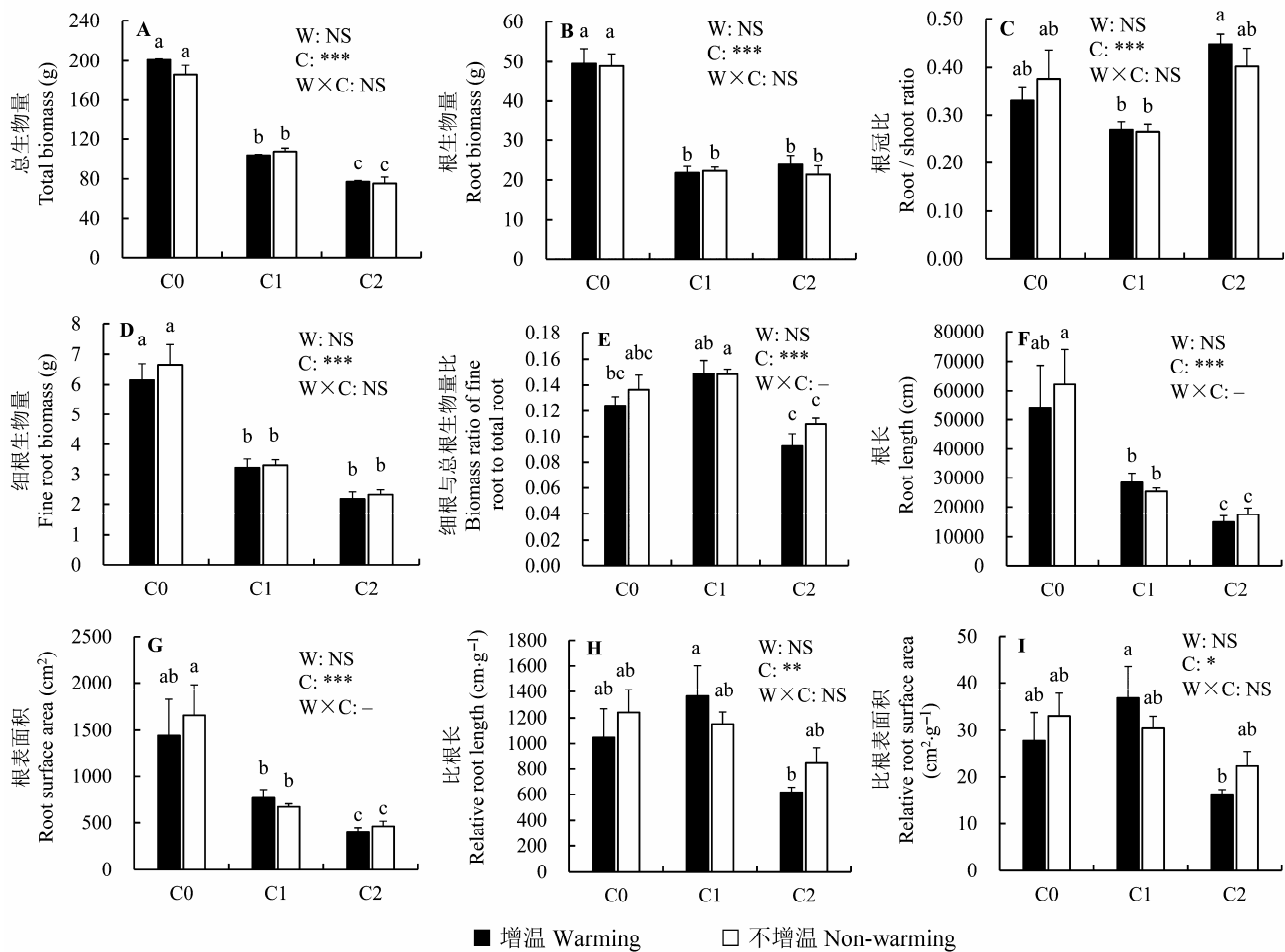 A
W: NS
C: ***
W×C: NS
总生物量
Total biomass (g)
240
200
160
120
80
40
0
a a
b b
c c
C0 C1 C2
B
W: NS
C: ***
W×C: NS
根生物量
Root biomass (g)
60
50
40
30
20
10
0
a a
b b
b b
C0 C1 C2
C
W: NS
C: ***
W×C: NS
根冠比
Root / shoot ratio
0.50
0.40
0.30
0.20
0.10
0.00
ab ab
b b
a ab
C0 C1 C2
D
W: NS
C: ***
W×C: NS
细根生物量
Fine root biomass (g)
8
7
6
5
4
3
2
1
0
a a
b b
b b
C0 C1 C2
E
W: NS
C: ***
W×C: –
细根与总根生物量比
Biomass ratio of fine
root to total root
0.18
0.16
0.14
0.12
0.10
0.08
0.06
0.04
0.02
0.00
bc abc
ab a
c c
C0 C1 C2
F
W: NS
C: ***
W×C: –
根长
Root length (cm)
80000
70000
60000
50000
40000
30000
20000
10000
0
ab a
b b
c c
C0 C1 C2
G
W: NS
C: ***
W×C: –
根表面积
Root surface area (cm²)
2500
2000
1500
1000
500
0
ab a
b b
c c
C0 C1 C2
H
W: NS
C: **
W×C: NS
比根长
Relative root length (cm·g⁻¹)
1800
1600
1400
1200
1000
800
600
400
200
0
ab ab
a ab
b ab
C0 C1 C2
I
W: NS
C: *
W×C: NS
比根表面积
Relative root surface area
(cm²·g⁻¹)
50
40
30
20
10
0
ab ab
a ab
b ab
C0 C1 C2
增温 Warming 不增温 Non-warming